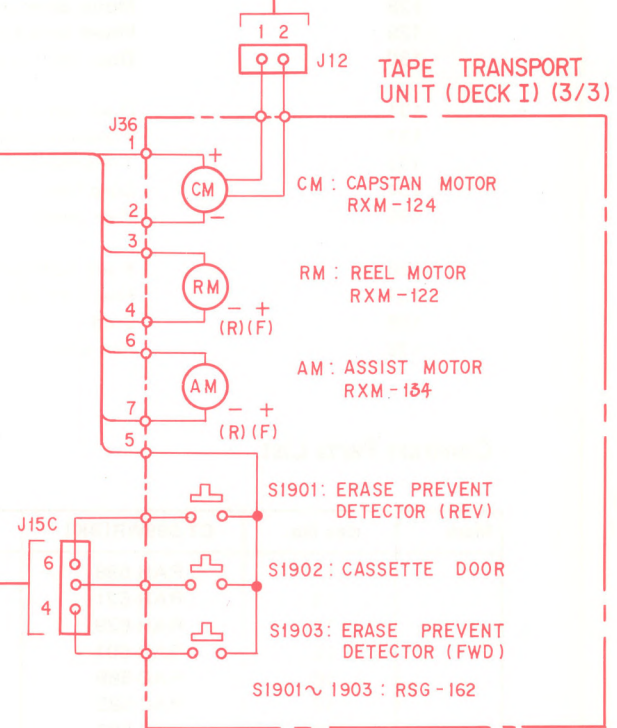 1 2
J12
TAPE TRANSPORT
UNIT (DECK I) (3/3)
J36
1
+
CM
CM : CAPSTAN MOTOR
RXM-124
2
−
3
RM
RM : REEL MOTOR
RXM-122
4
− +
(R)(F)
6
AM
AM : ASSIST MOTOR
RXM-134
7
− +
(R)(F)
5
S1901: ERASE PREVENT
DETECTOR (REV)
J15C
6
S1902: CASSETTE DOOR
4
S1903: ERASE PREVENT
DETECTOR (FWD)
S1901~1903 : RSG-162